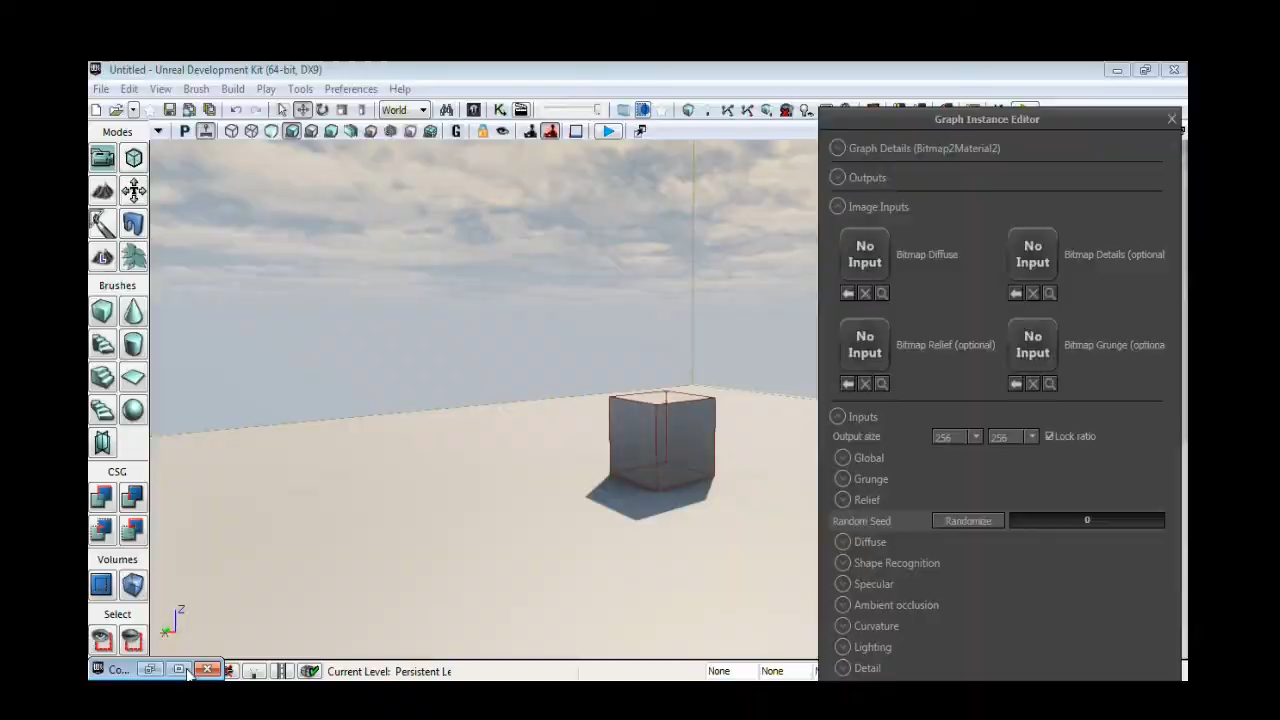 Untitled - Unreal Development Kit (64-bit, DX9)
File Edit View Brush Build Play Tools Preferences Help
World
P G
Modes
Brushes
CSG
Volumes
Select
Z
Co...
Current Level: Persistent Le
None None
Graph Instance Editor
Graph Details (Bitmap2Material2)
Outputs
Image Inputs
No Input Bitmap Diffuse
No Input Bitmap Details (optional
No Input Bitmap Relief (optional)
No Input Bitmap Grunge (optiona
Inputs
Output size 256 256 Lock ratio
Global
Grunge
Relief
Random Seed Randomize 0
Diffuse
Shape Recognition
Specular
Ambient occlusion
Curvature
Lighting
Detail